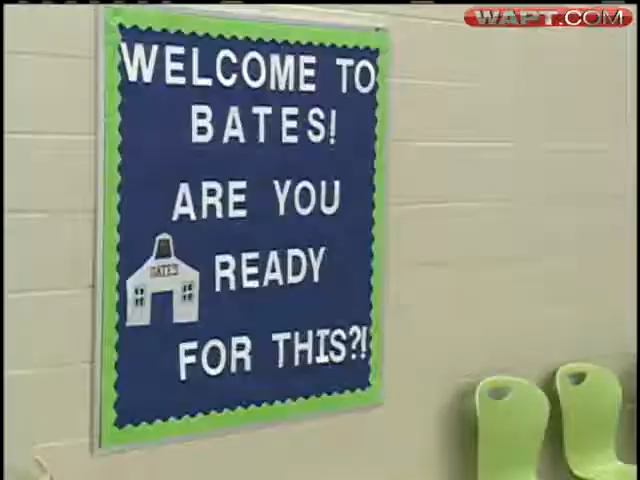 WAPT.COM
WELCOME TO
BATES!
ARE YOU
BATES
READY
FOR THIS?!